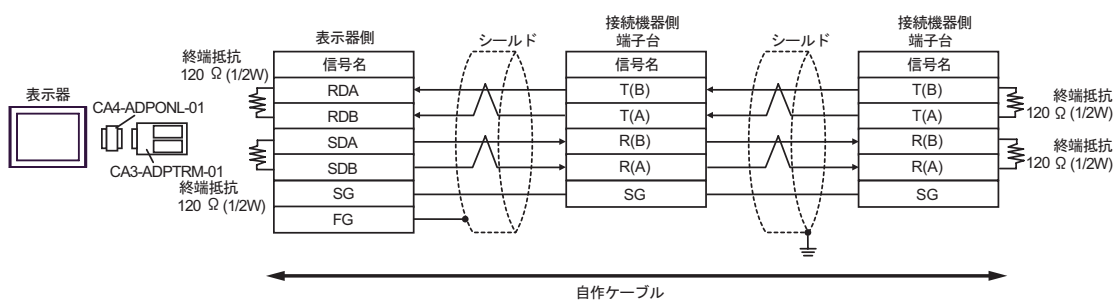 表示器
CA4-ADPONL-01
CA3-ADPTRM-01
終端抵抗
120 Ω (1/2W)
終端抵抗
120 Ω (1/2W)
表示器側
信号名
RDA
RDB
SDA
SDB
SG
FG
シールド
接続機器側
端子台
信号名
T(B)
T(A)
R(B)
R(A)
SG
シールド
接続機器側
端子台
信号名
T(B)
T(A)
R(B)
R(A)
SG
終端抵抗
120 Ω (1/2W)
終端抵抗
120 Ω (1/2W)
自作ケーブル